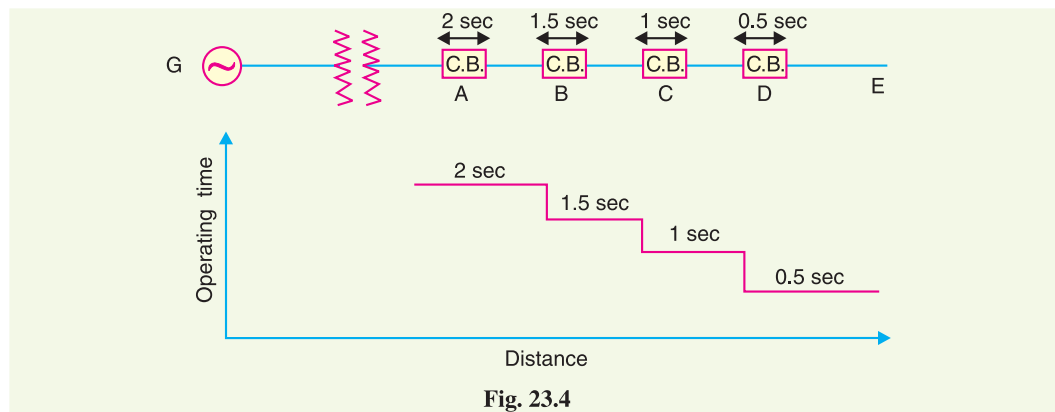 2 sec 1.5 sec 1 sec 0.5 sec
G C.B. C.B. C.B. C.B.
A B C D E
2 sec
1.5 sec
1 sec
0.5 sec
Operating time
Distance
Fig. 23.4